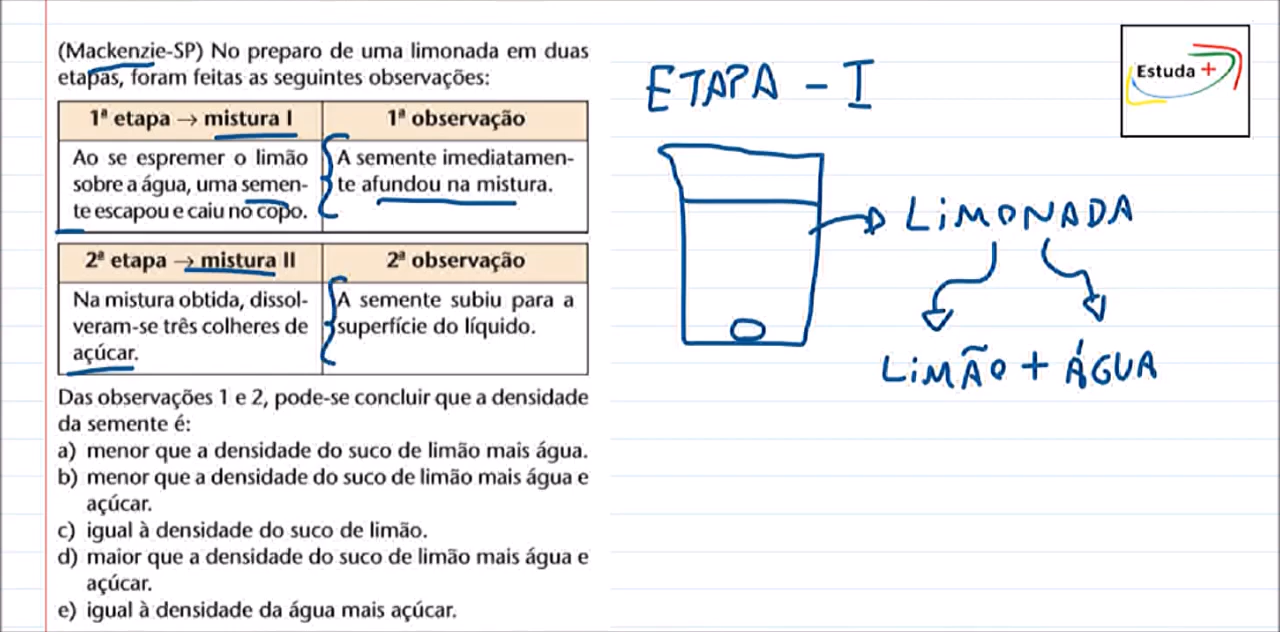 (Mackenzie-SP) No preparo de uma limonada em duas
etapas, foram feitas as seguintes observações:
1ª etapa → mistura I
1ª observação
Ao se espremer o limão
sobre a água, uma semen-
te escapou e caiu no copo.
A semente imediatamen-
te afundou na mistura.
2ª etapa → mistura II
2ª observação
Na mistura obtida, dissol-
veram-se três colheres de
açúcar.
A semente subiu para a
superfície do líquido.
Das observações 1 e 2, pode-se concluir que a densidade
da semente é:
a) menor que a densidade do suco de limão mais água.
b) menor que a densidade do suco de limão mais água e
açúcar.
c) igual à densidade do suco de limão.
d) maior que a densidade do suco de limão mais água e
açúcar.
e) igual à densidade da água mais açúcar.
ETAPA - I
LiMONADA
LiMÃO + ÁGUA
Estuda +